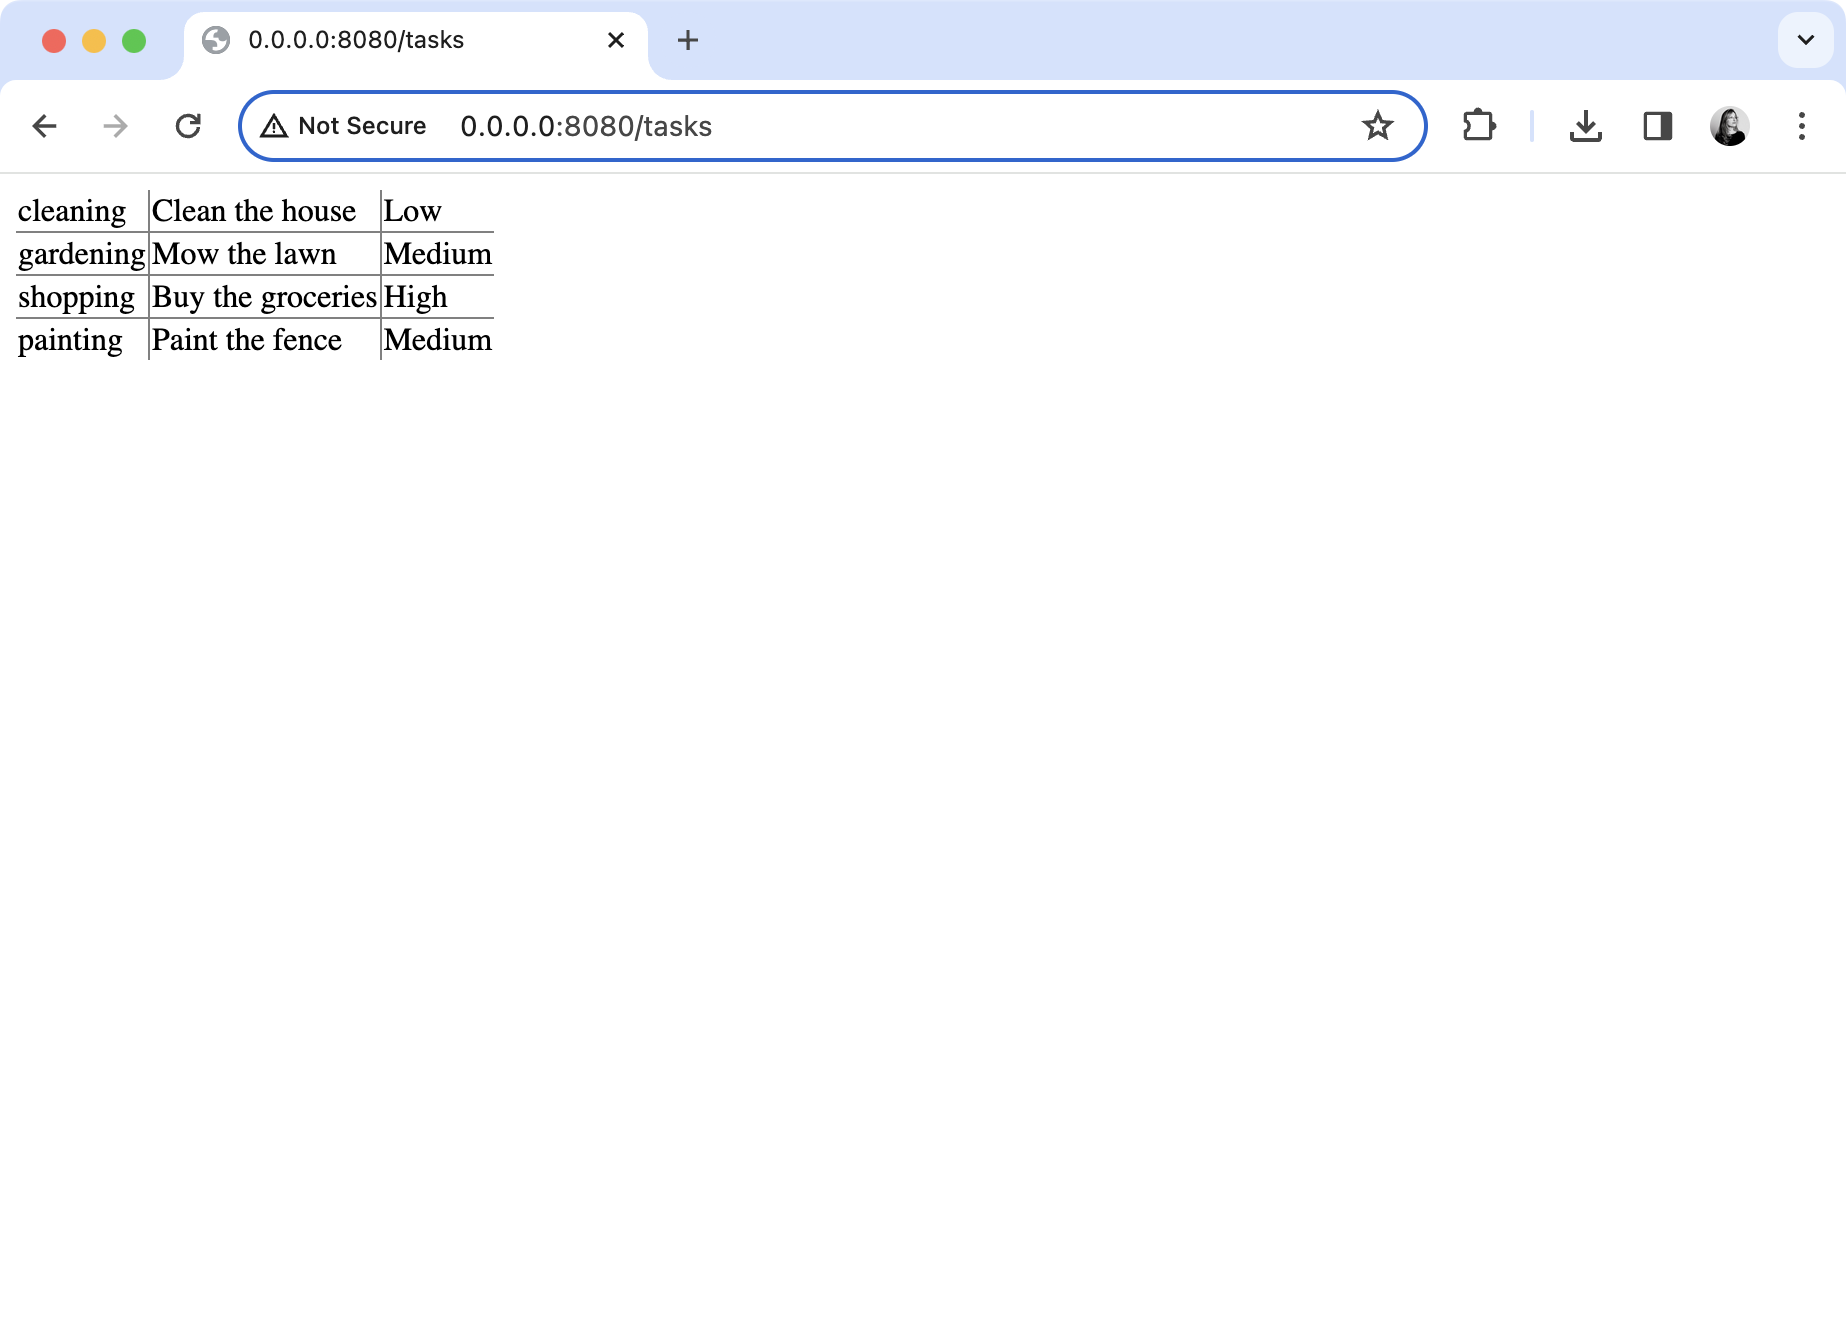 0.0.0.0:8080/tasks
Not Secure 0.0.0.0:8080/tasks
cleaning Clean the house Low
gardening Mow the lawn Medium
shopping Buy the groceries High
painting Paint the fence Medium